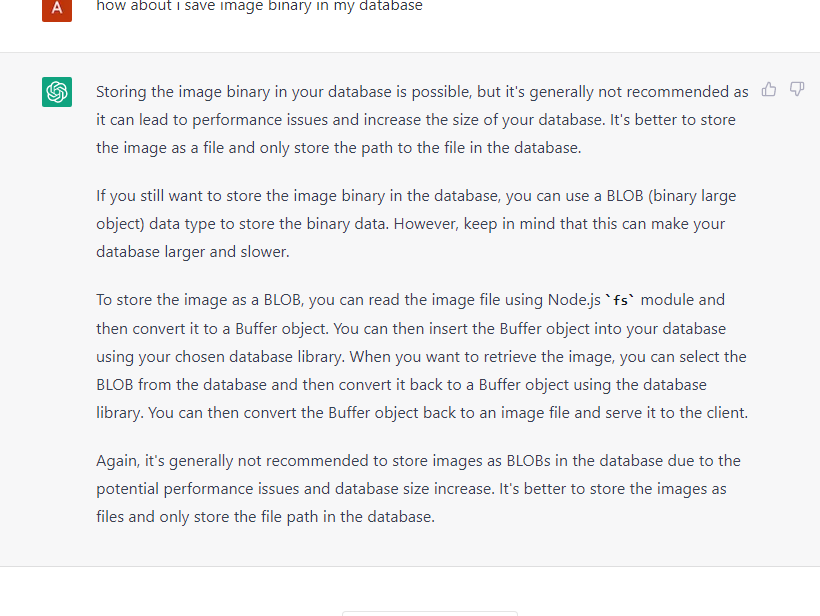 A
how about i save image binary in my database
Storing the image binary in your database is possible, but it's generally not recommended as
it can lead to performance issues and increase the size of your database. It's better to store
the image as a file and only store the path to the file in the database.
If you still want to store the image binary in the database, you can use a BLOB (binary large
object) data type to store the binary data. However, keep in mind that this can make your
database larger and slower.
To store the image as a BLOB, you can read the image file using Node.js `fs` module and
then convert it to a Buffer object. You can then insert the Buffer object into your database
using your chosen database library. When you want to retrieve the image, you can select the
BLOB from the database and then convert it back to a Buffer object using the database
library. You can then convert the Buffer object back to an image file and serve it to the client.
Again, it's generally not recommended to store images as BLOBs in the database due to the
potential performance issues and database size increase. It's better to store the images as
files and only store the file path in the database.